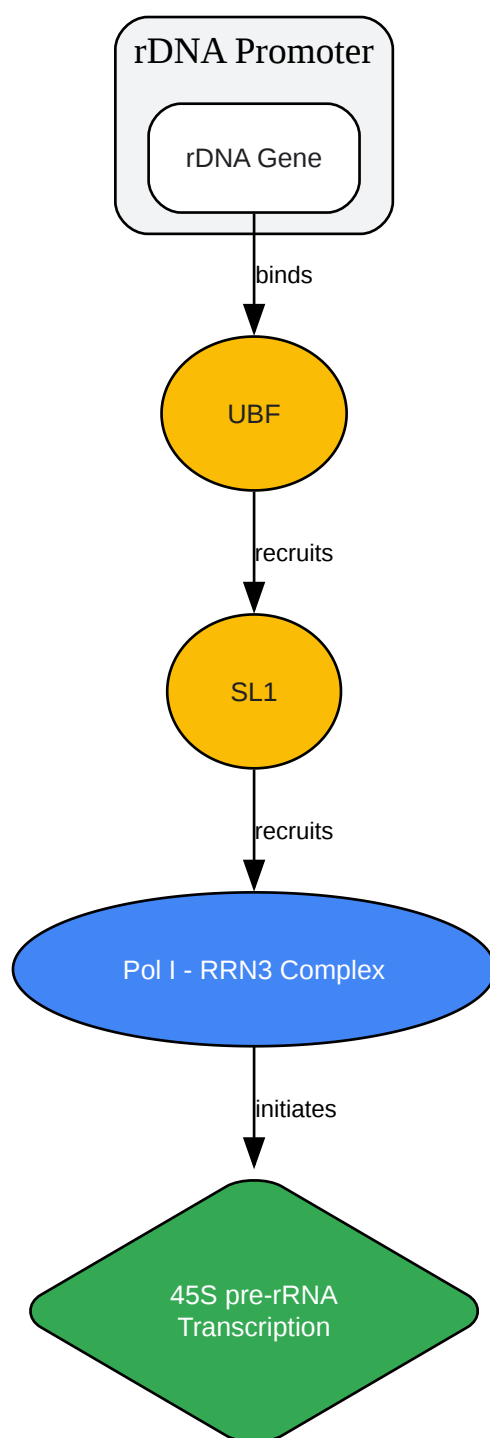 rDNA Promoter
rDNA Gene
binds
UBF
recruits
SL1
recruits
Pol I - RRN3 Complex
initiates
45S pre-rRNA
Transcription